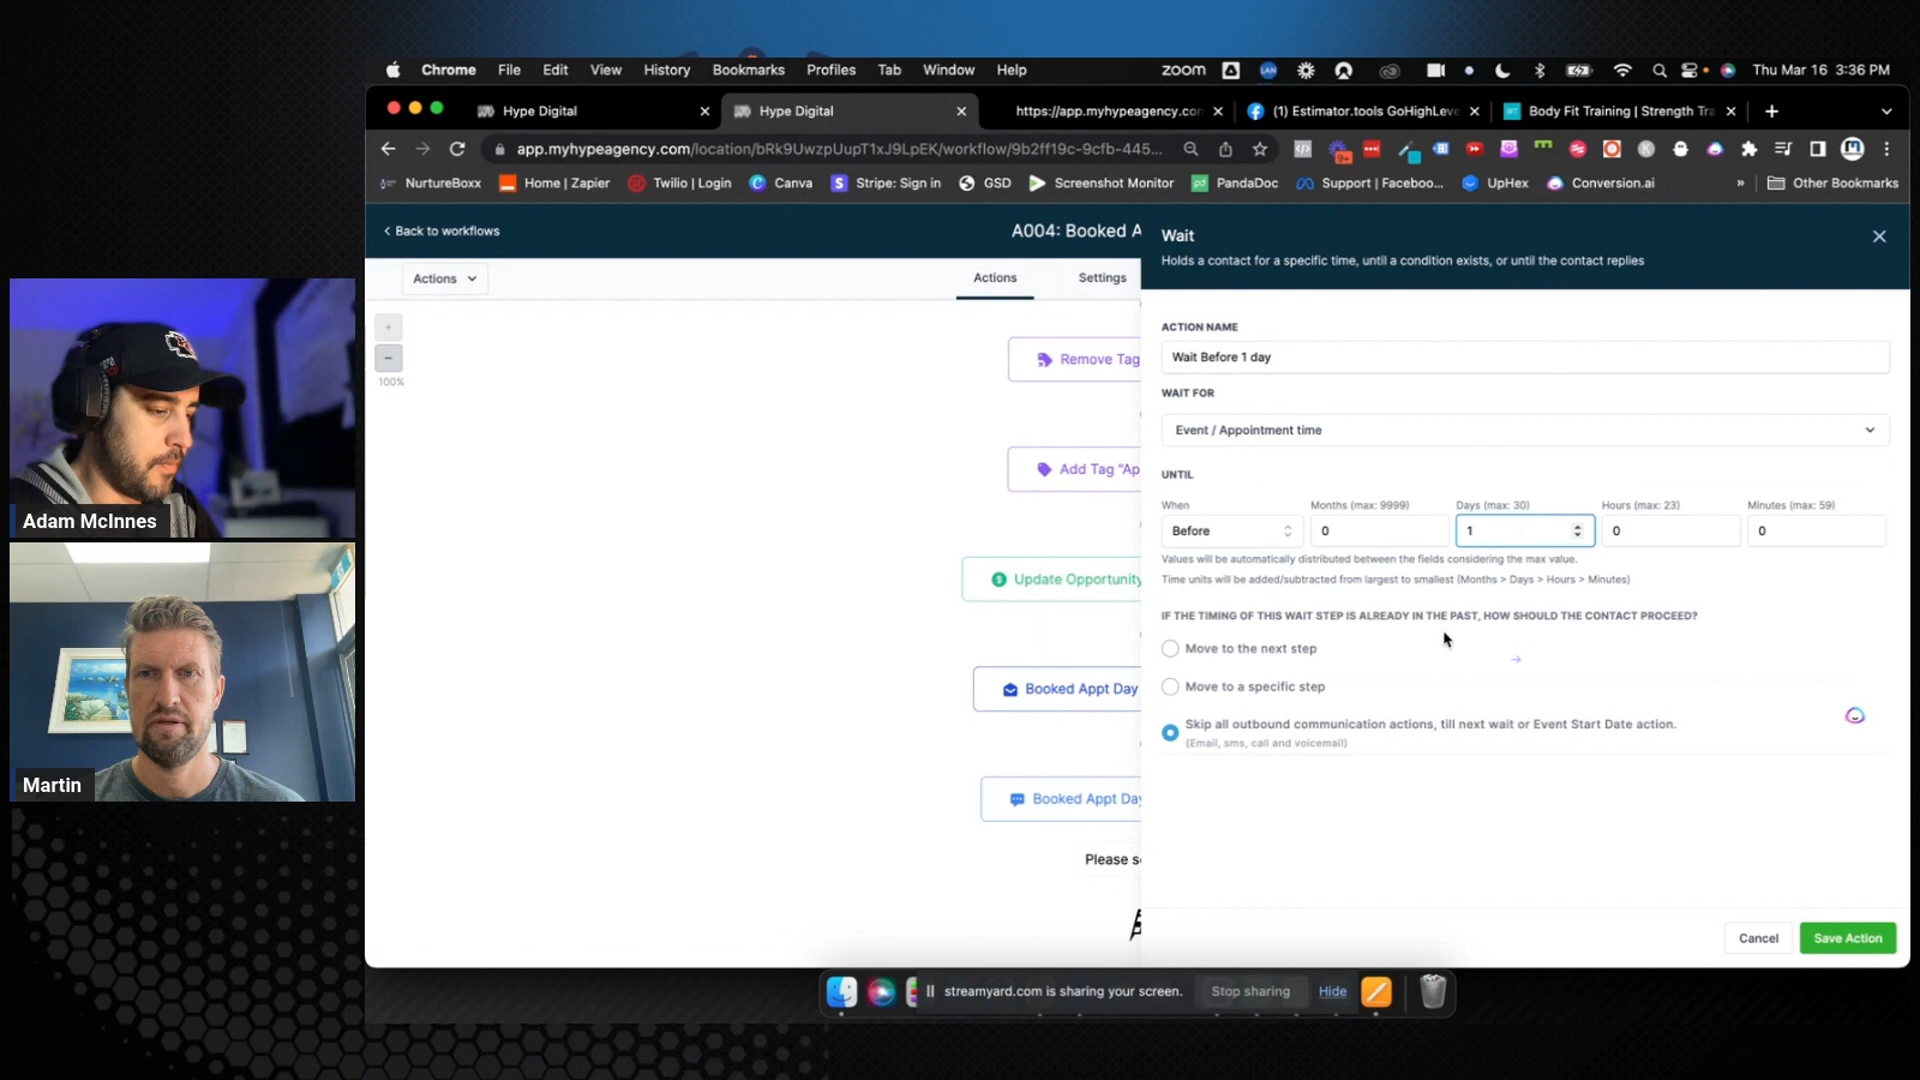 Chrome File Edit View History Bookmarks Profiles Tab Window Help
zoom LAN Thu Mar 16 3:36 PM
Hype Digital
Hype Digital
https://app.myhypeagency.con
(1) Estimator.tools GoHighLeve
Body Fit Training | Strength Tra
app.myhypeagency.com/location/bRk9UwzpUupT1xJ9LpEK/workflow/9b2ff19c-9cfb-445...
9+
NurtureBoxx Home | Zapier Twilio | Login Canva Stripe: Sign in GSD Screenshot Monitor PandaDoc Support | Faceboo... UpHex Conversion.ai » Other Bookmarks
Back to workflows
A004: Booked A
Actions
Actions
Settings
+
−
100%
Remove Tag
Add Tag "Ap
Update Opportunity
Booked Appt Day
Booked Appt Day
Please s
Wait
Holds a contact for a specific time, until a condition exists, or until the contact replies
ACTION NAME
Wait Before 1 day
WAIT FOR
Event / Appointment time
UNTIL
When Months (max: 9999) Days (max: 30) Hours (max: 23) Minutes (max: 59)
Before 0 1 0 0
Values will be automatically distributed between the fields considering the max value.
Time units will be added/subtracted from largest to smallest (Months > Days > Hours > Minutes)
IF THE TIMING OF THIS WAIT STEP IS ALREADY IN THE PAST, HOW SHOULD THE CONTACT PROCEED?
Move to the next step
Move to a specific step
Skip all outbound communication actions, till next wait or Event Start Date action.
(Email, sms, call and voicemail)
Cancel
Save Action
streamyard.com is sharing your screen.
Stop sharing
Hide
Adam McInnes
Martin